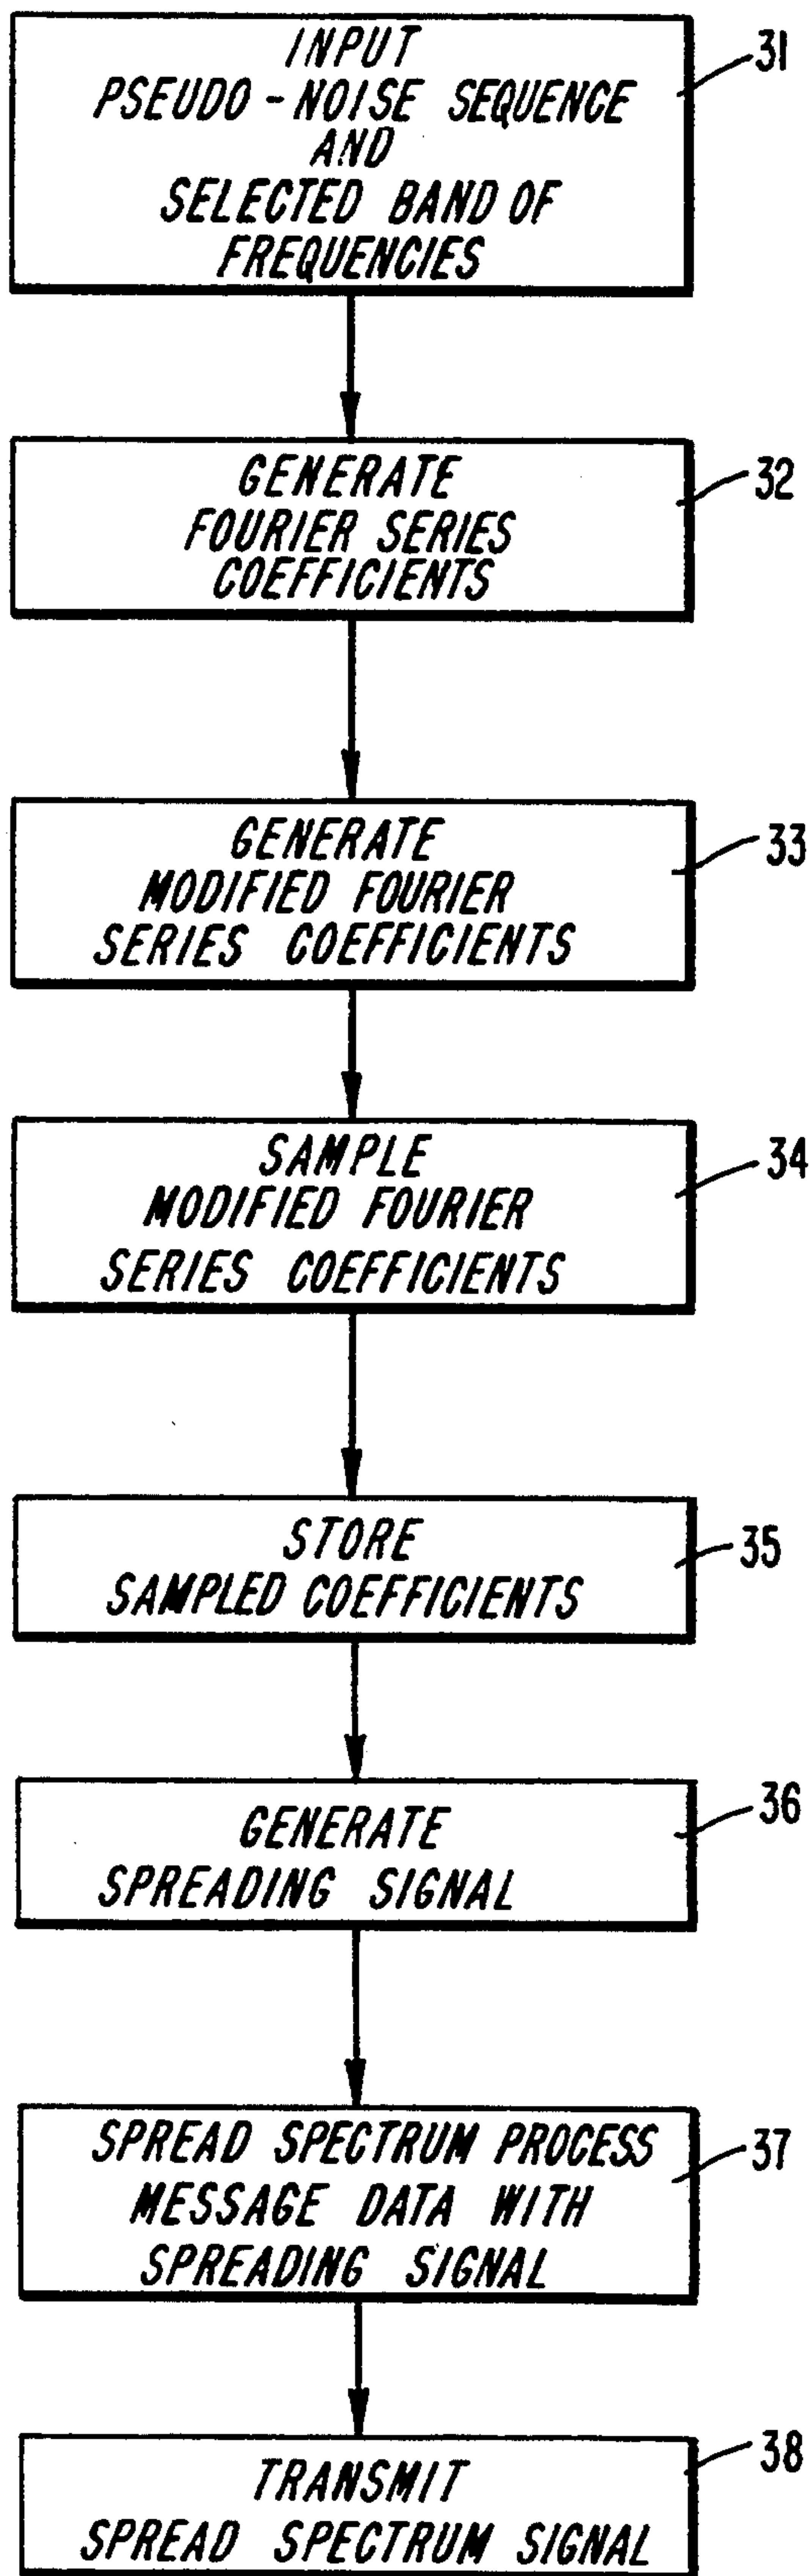 INPUT
PSEUDO-NOISE SEQUENCE
AND
SELECTED BAND OF
FREQUENCIES
31
GENERATE
FOURIER SERIES
COEFFICIENTS
32
GENERATE
MODIFIED FOURIER
SERIES COEFFICIENTS
33
SAMPLE
MODIFIED FOURIER
SERIES COEFFICIENTS
34
STORE
SAMPLED COEFFICIENTS
35
GENERATE
SPREADING SIGNAL
36
SPREAD SPECTRUM PROCESS
MESSAGE DATA WITH
SPREADING SIGNAL
37
TRANSMIT
SPREAD SPECTRUM SIGNAL
38